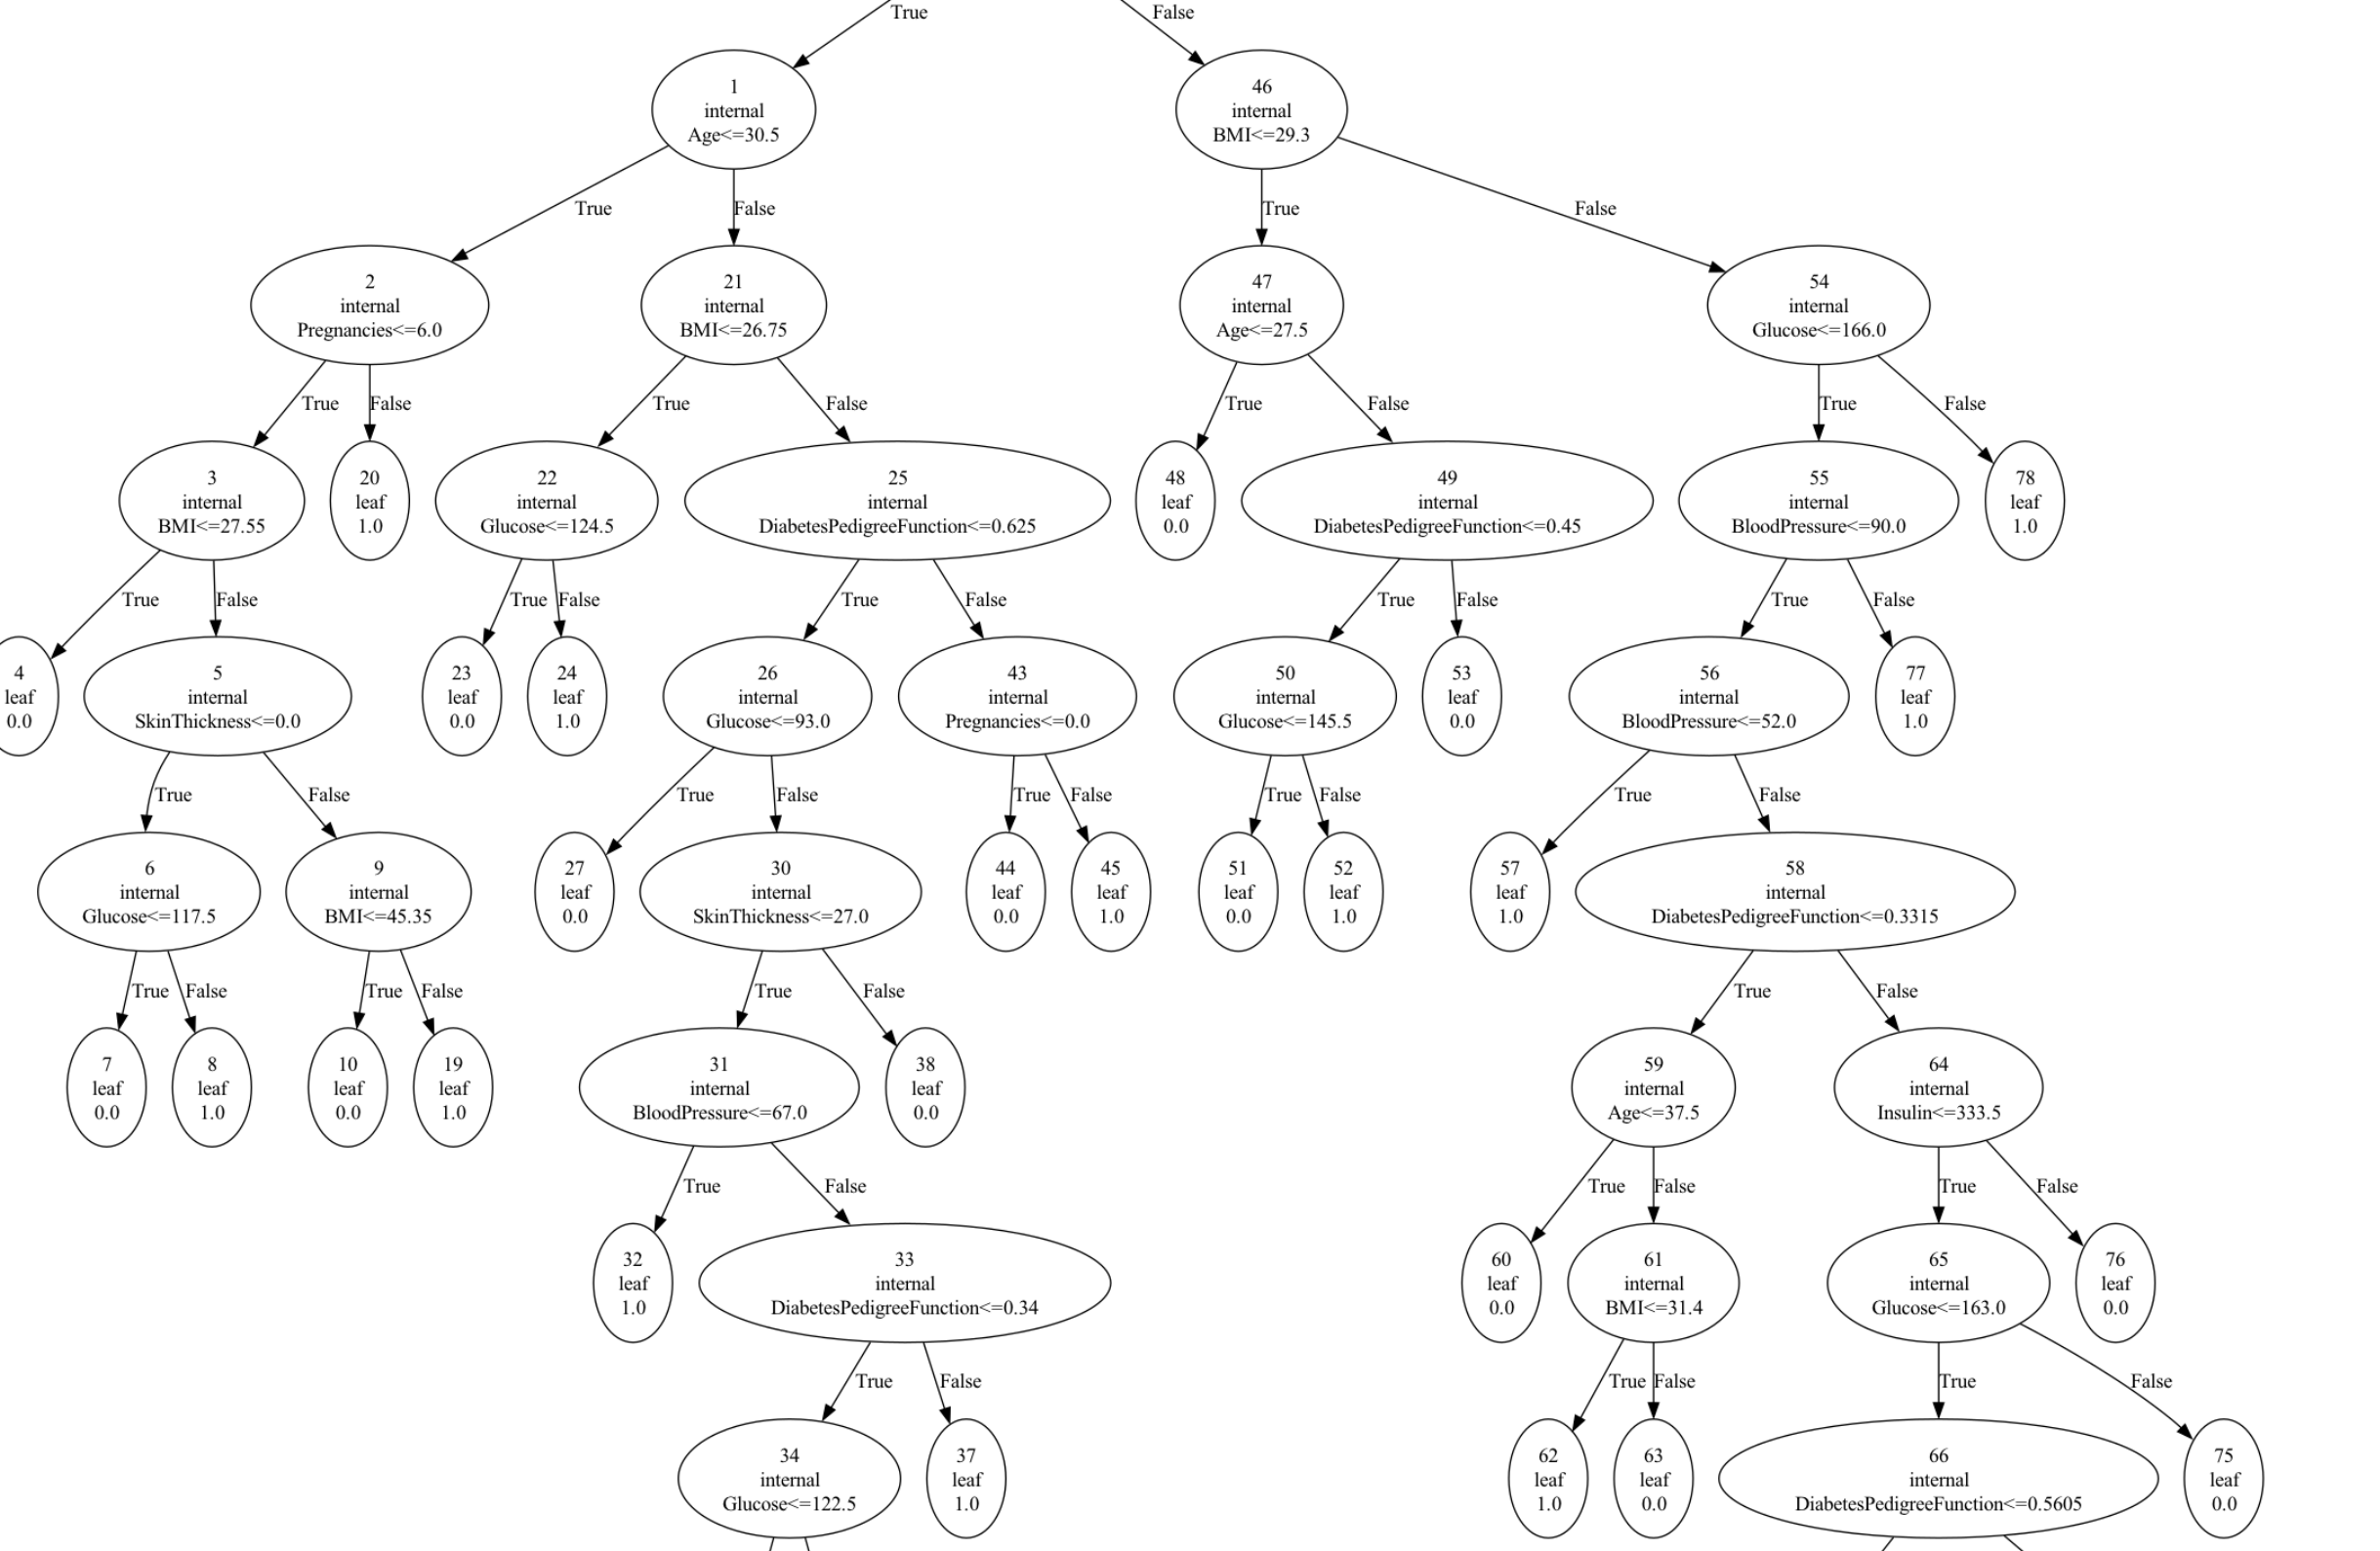 True
False
1
internal
Age<=30.5
46
internal
BMI<=29.3
True
False
True
False
2
internal
Pregnancies<=6.0
21
internal
BMI<=26.75
47
internal
Age<=27.5
54
internal
Glucose<=166.0
True
False
True
False
True
False
True
False
3
internal
BMI<=27.55
20
leaf
1.0
22
internal
Glucose<=124.5
25
internal
DiabetesPedigreeFunction<=0.625
48
leaf
0.0
49
internal
DiabetesPedigreeFunction<=0.45
55
internal
BloodPressure<=90.0
78
leaf
1.0
True
False
True
False
True
False
True
False
True
False
4
leaf
0.0
5
internal
SkinThickness<=0.0
23
leaf
0.0
24
leaf
1.0
26
internal
Glucose<=93.0
43
internal
Pregnancies<=0.0
50
internal
Glucose<=145.5
53
leaf
0.0
56
internal
BloodPressure<=52.0
77
leaf
1.0
True
False
True
False
True
False
True
False
True
False
6
internal
Glucose<=117.5
9
internal
BMI<=45.35
27
leaf
0.0
30
internal
SkinThickness<=27.0
44
leaf
0.0
45
leaf
1.0
51
leaf
0.0
52
leaf
1.0
57
leaf
1.0
58
internal
DiabetesPedigreeFunction<=0.3315
True
False
True
False
True
False
True
False
7
leaf
0.0
8
leaf
1.0
10
leaf
0.0
19
leaf
1.0
31
internal
BloodPressure<=67.0
38
leaf
0.0
59
internal
Age<=37.5
64
internal
Insulin<=333.5
True
False
True
False
True
False
32
leaf
1.0
33
internal
DiabetesPedigreeFunction<=0.34
60
leaf
0.0
61
internal
BMI<=31.4
65
internal
Glucose<=163.0
76
leaf
0.0
True
False
True
False
True
False
34
internal
Glucose<=122.5
37
leaf
1.0
62
leaf
1.0
63
leaf
0.0
66
internal
DiabetesPedigreeFunction<=0.5605
75
leaf
0.0